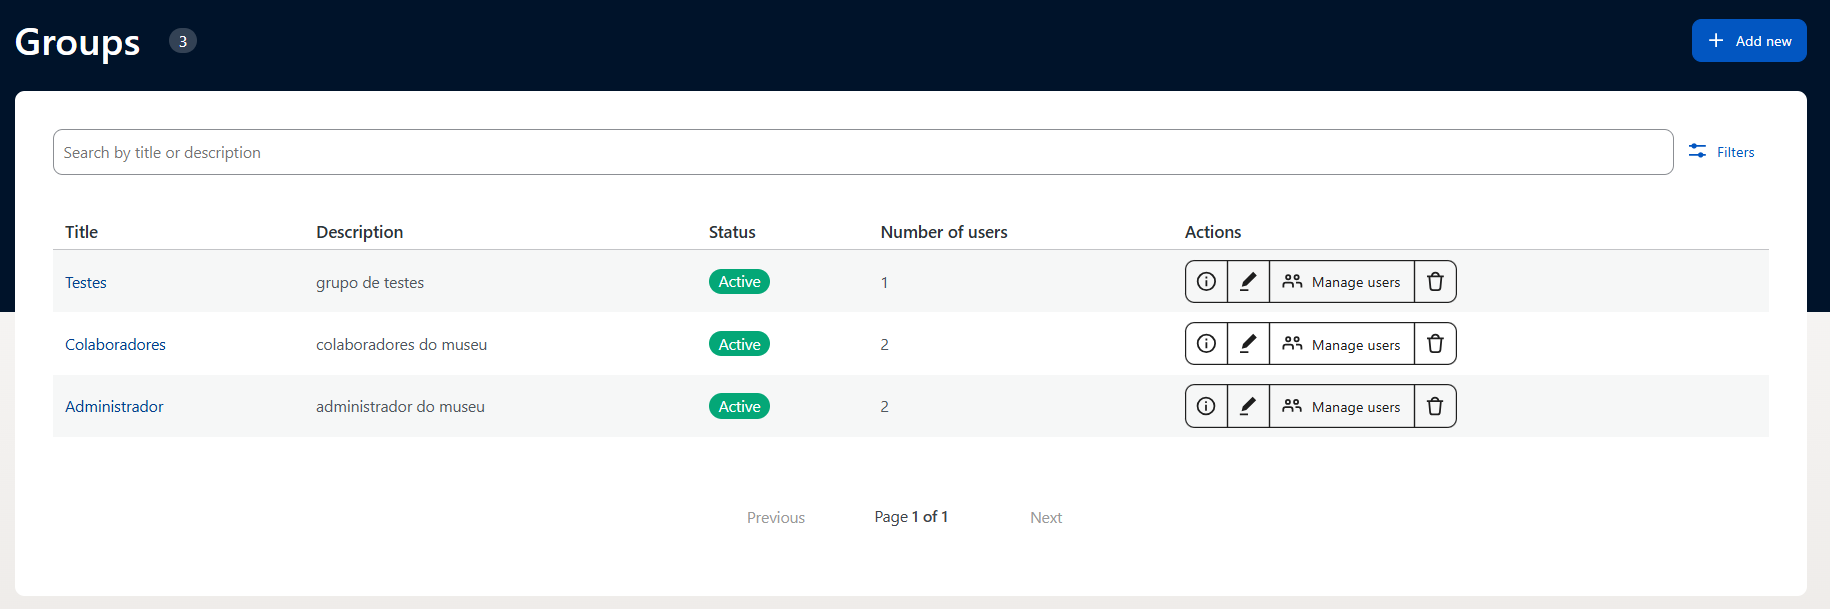 Groups 3
Add new
Search by title or description
Filters
Title Description Status Number of users Actions
Testes grupo de testes Active 1 Manage users
Colaboradores colaboradores do museu Active 2 Manage users
Administrador administrador do museu Active 2 Manage users
Previous Page 1 of 1 Next